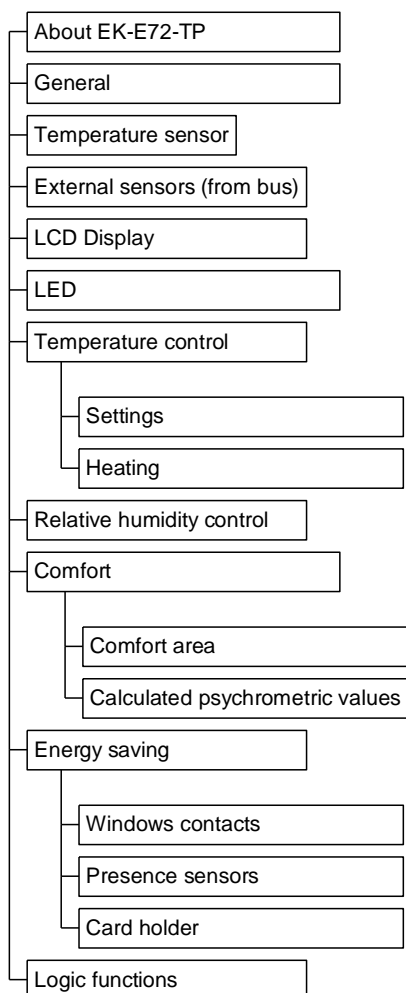 About EK-E72-TP
General
Temperature sensor
External sensors (from bus)
LCD Display
LED
Temperature control
Settings
Heating
Relative humidity control
Comfort
Comfort area
Calculated psychrometric values
Energy saving
Windows contacts
Presence sensors
Card holder
Logic functions